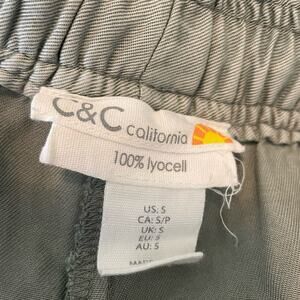 C&C california
100% lyocell
US: S
CA: S/P
UK: S
EU: S
AU: S